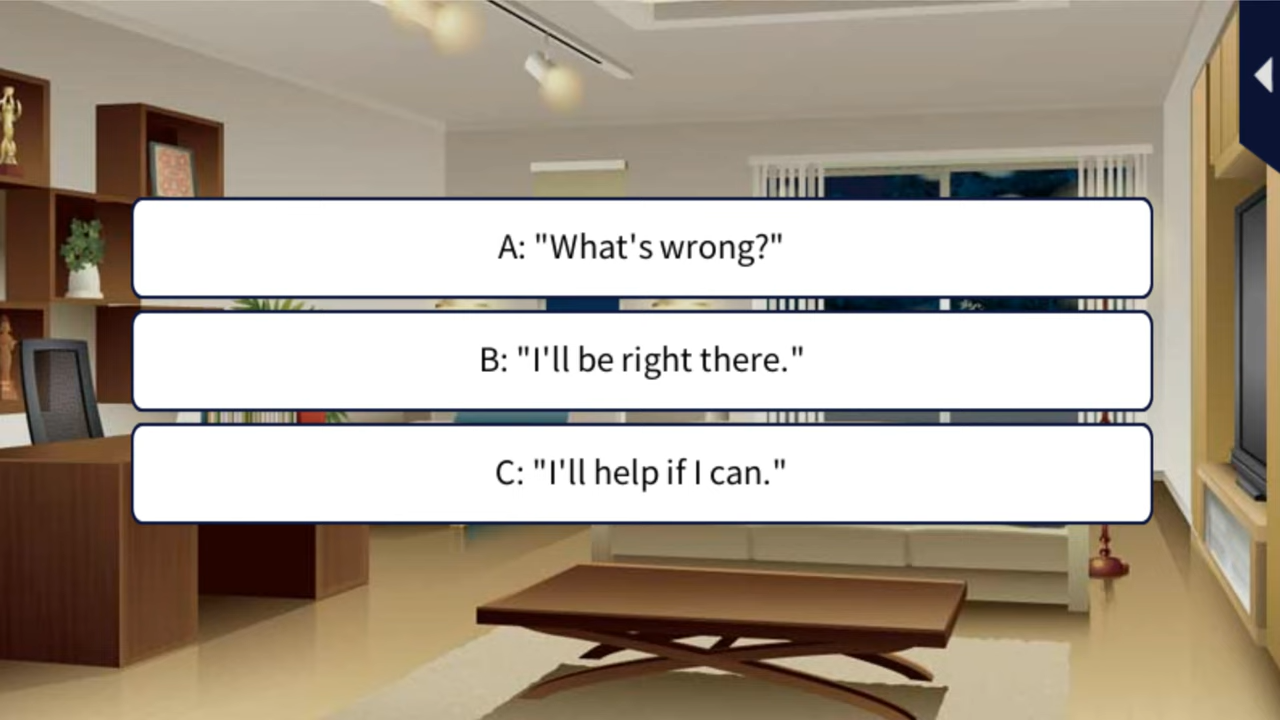 A: "What's wrong?"
B: "I'll be right there."
C: "I'll help if I can."